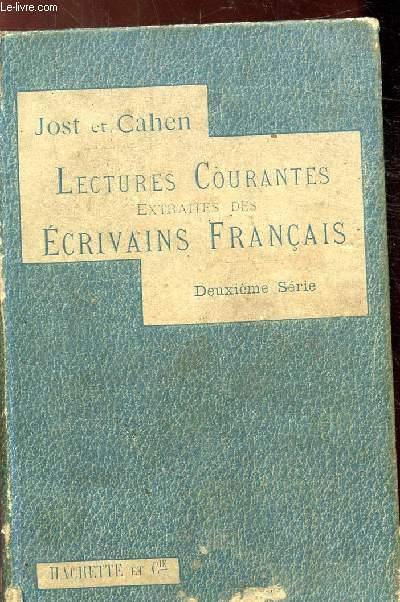 Le-livre.com
Jost et Cahen
Lectures Courantes
Extraites des
Écrivains Français
Deuxième Série
Hachette et Cie